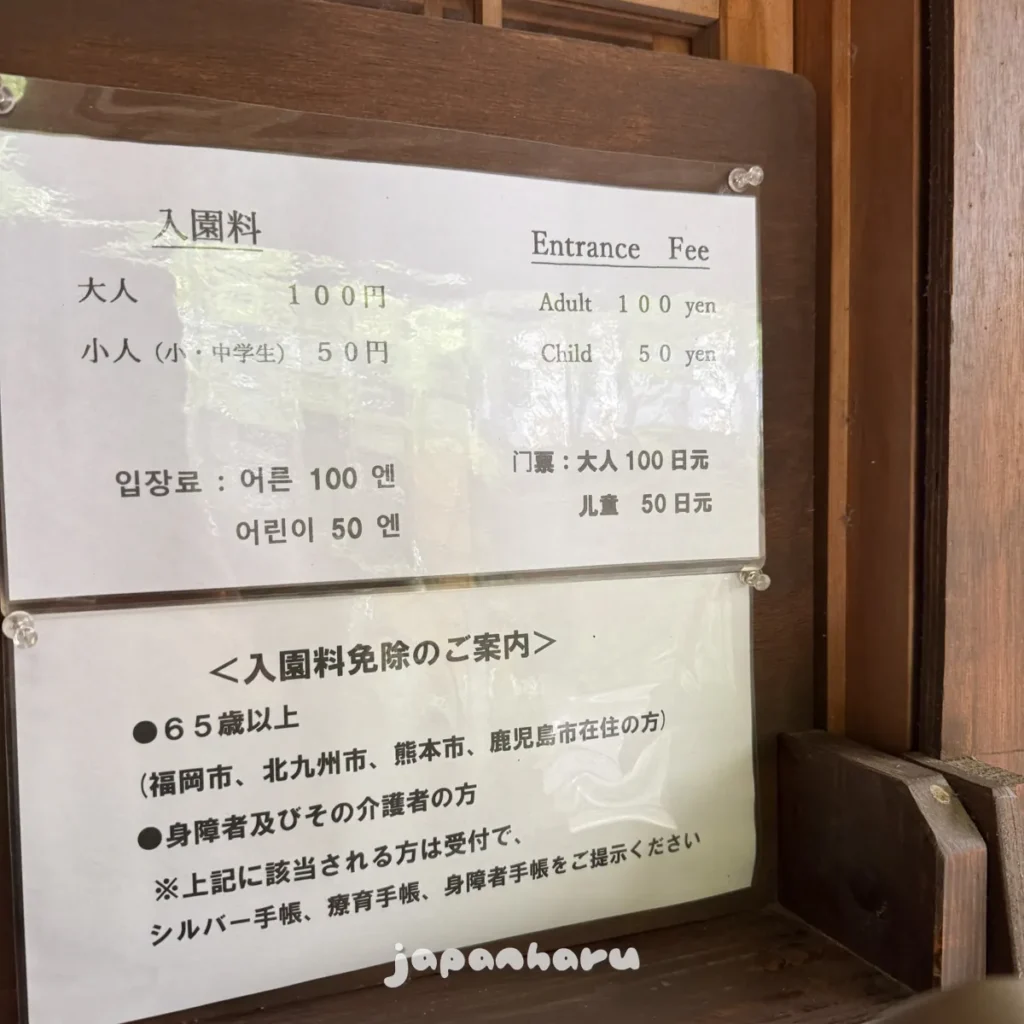 入園料
大人 １００円
小人（小・中学生） ５０円
Entrance Fee
Adult １００ yen
Child ５０ yen
입장료 : 어른 100 엔
어린이 50 엔
门票：大人 100 日元
儿童 50 日元
＜入園料免除のご案内＞
●６５歳以上
(福岡市、北九州市、熊本市、鹿児島市在住の方)
●身障者及びその介護者の方
※上記に該当される方は受付で、
シルバー手帳、療育手帳、身障者手帳をご提示ください
japanharu